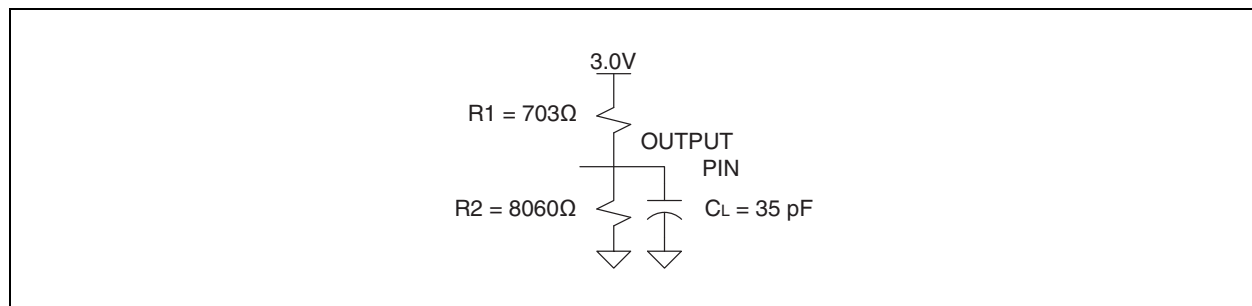 3.0V
R1 = 703Ω
OUTPUT
PIN
R2 = 8060Ω
CL = 35 pF